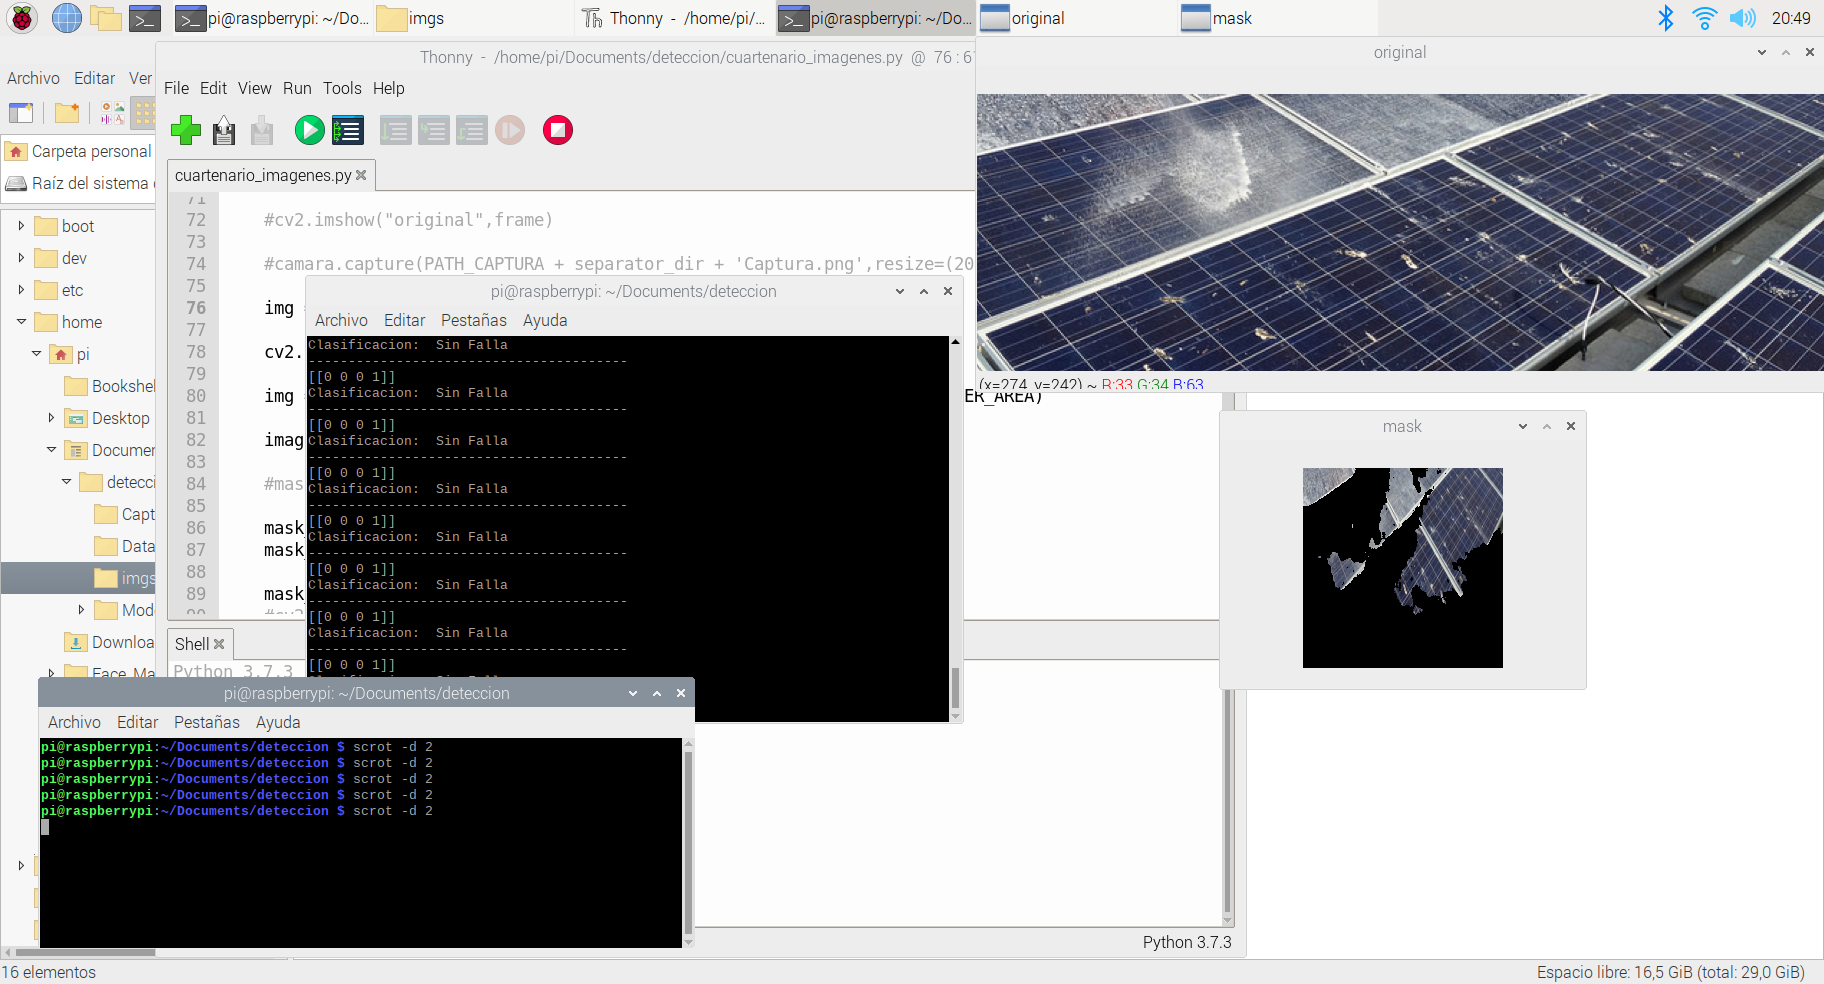 pi@raspberrypi: ~/Do...
imgs
Thonny - /home/pi/...
pi@raspberrypi: ~/Do...
original
mask
20:49
Archivo Editar Ver
Carpeta personal
Raíz del sistema
boot
dev
etc
home
pi
Bookshel
Desktop
Documen
detecci
Capt
Data
imgs
Mod
Downloa
Face_Ma
16 elementos
Espacio libre: 16,5 GiB (total: 29,0 GiB)
Thonny - /home/pi/Documents/deteccion/cuartenario_imagenes.py @ 76 : 6
File Edit View Run Tools Help
cuartenario_imagenes.py
71
72 #cv2.imshow("original",frame)
73
74 #camara.capture(PATH_CAPTURA + separator_dir + 'Captura.png',resize=(20
75
76 img
77
78 cv2.
79
80 img ER_AREA)
81
82 imag
83
84 #mas
85
86 mask
87 mask
88
89 mask
90 #cv2
Shell
Python 3.7.3
Python 3.7.3
pi@raspberrypi: ~/Documents/deteccion
Archivo Editar Pestañas Ayuda
Clasificacion: Sin Falla
----------------------------------------
[[0 0 0 1]]
Clasificacion: Sin Falla
----------------------------------------
[[0 0 0 1]]
Clasificacion: Sin Falla
----------------------------------------
[[0 0 0 1]]
Clasificacion: Sin Falla
----------------------------------------
[[0 0 0 1]]
Clasificacion: Sin Falla
----------------------------------------
[[0 0 0 1]]
Clasificacion: Sin Falla
----------------------------------------
[[0 0 0 1]]
Clasificacion: Sin Falla
----------------------------------------
[[0 0 0 1]]
pi@raspberrypi: ~/Documents/deteccion
Archivo Editar Pestañas Ayuda
pi@raspberrypi:~/Documents/deteccion $ scrot -d 2
pi@raspberrypi:~/Documents/deteccion $ scrot -d 2
pi@raspberrypi:~/Documents/deteccion $ scrot -d 2
pi@raspberrypi:~/Documents/deteccion $ scrot -d 2
pi@raspberrypi:~/Documents/deteccion $ scrot -d 2
original
(x=274, y=242) ~ R:33 G:34 B:63
mask